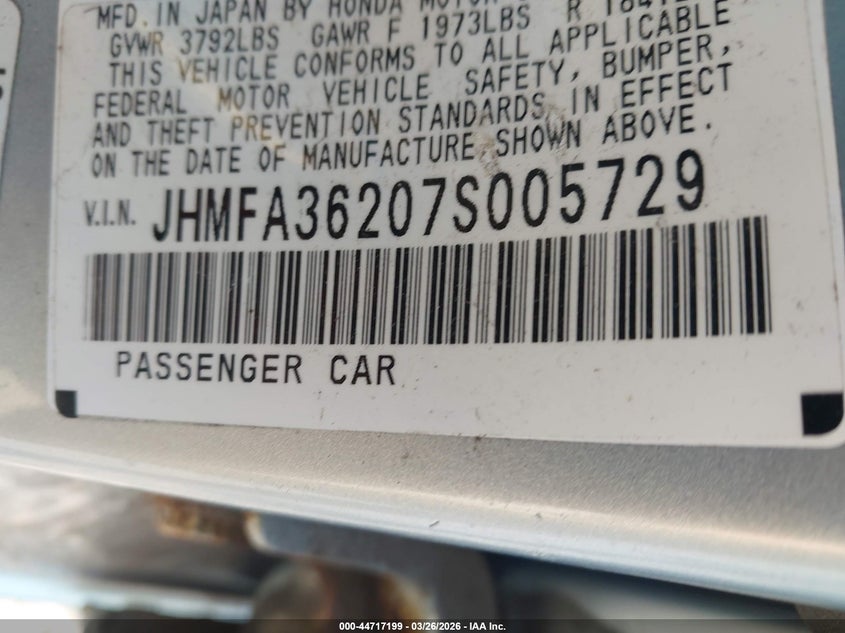 MFD. IN JAPAN BY HONDA MOTOR
GVWR 3792LBS GAWR F 1973LBS R
THIS VEHICLE CONFORMS TO ALL APPLICABLE
FEDERAL MOTOR VEHICLE SAFETY, BUMPER,
AND THEFT PREVENTION STANDARDS IN EFFECT
ON THE DATE OF MANUFACTURE SHOWN ABOVE.
V.I.N. JHMFA36207S005729
PASSENGER CAR
000-44717199 | 03/26/2026 - IAA Inc.